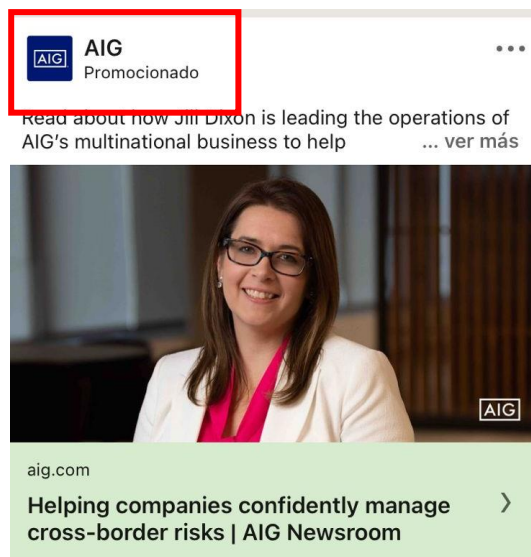 AIG
AIG
Promocionado
Read about how Jill Dixon is leading the operations of
AIG’s multinational business to help ... ver más
AIG
aig.com
Helping companies confidently manage
cross-border risks | AIG Newsroom